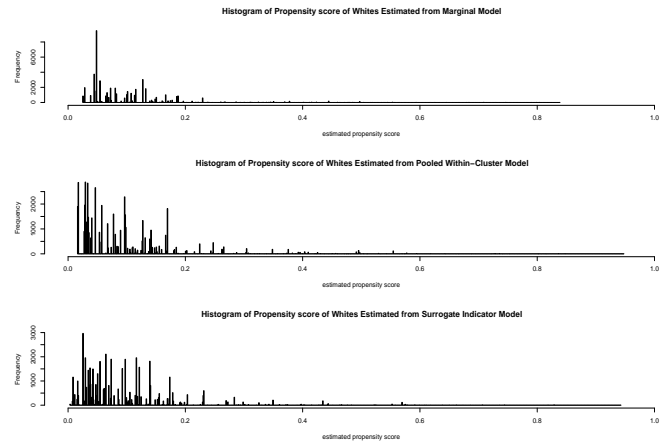 Histogram of Propensity score of Whites Estimated from Marginal Model
Frequency
0 2000 6000
0.0 0.2 0.4 0.6 0.8 1.0
estimated propensity score
Histogram of Propensity score of Whites Estimated from Pooled Within−Cluster Model
Frequency
0 1000 2000
0.0 0.2 0.4 0.6 0.8 1.0
estimated propensity score
Histogram of Propensity score of Whites Estimated from Surrogate Indicator Model
Frequency
0 1000 2000 3000
0.0 0.2 0.4 0.6 0.8 1.0
estimated propensity score